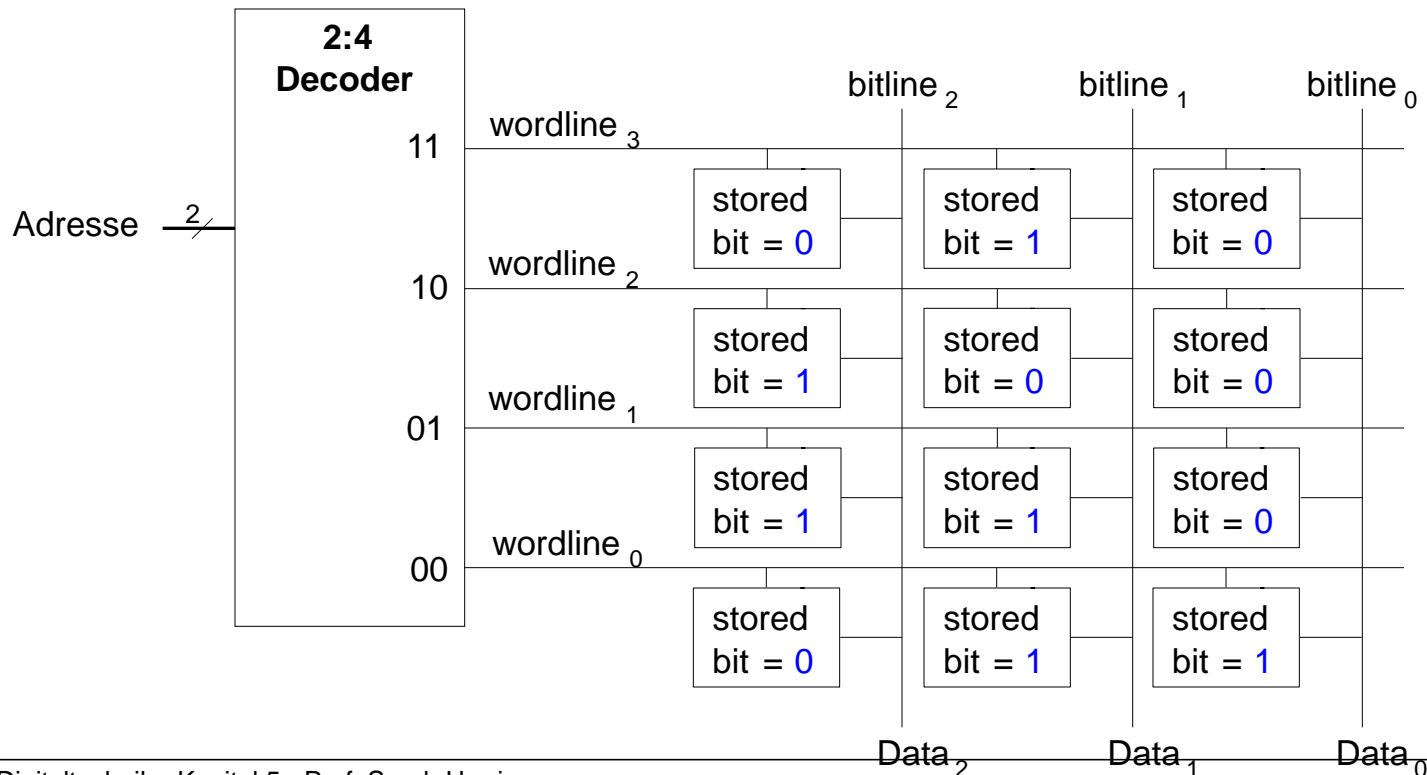 2:4
Decoder
bitline 2 bitline 1 bitline 0
wordline 3
11
stored stored stored
bit = 0 bit = 1 bit = 0
Adresse 2
wordline 2
10
stored stored stored
bit = 1 bit = 0 bit = 0
wordline 1
01
stored stored stored
bit = 1 bit = 1 bit = 0
wordline 0
00
stored stored stored
bit = 0 bit = 1 bit = 1
Data 2 Data 1 Data 0